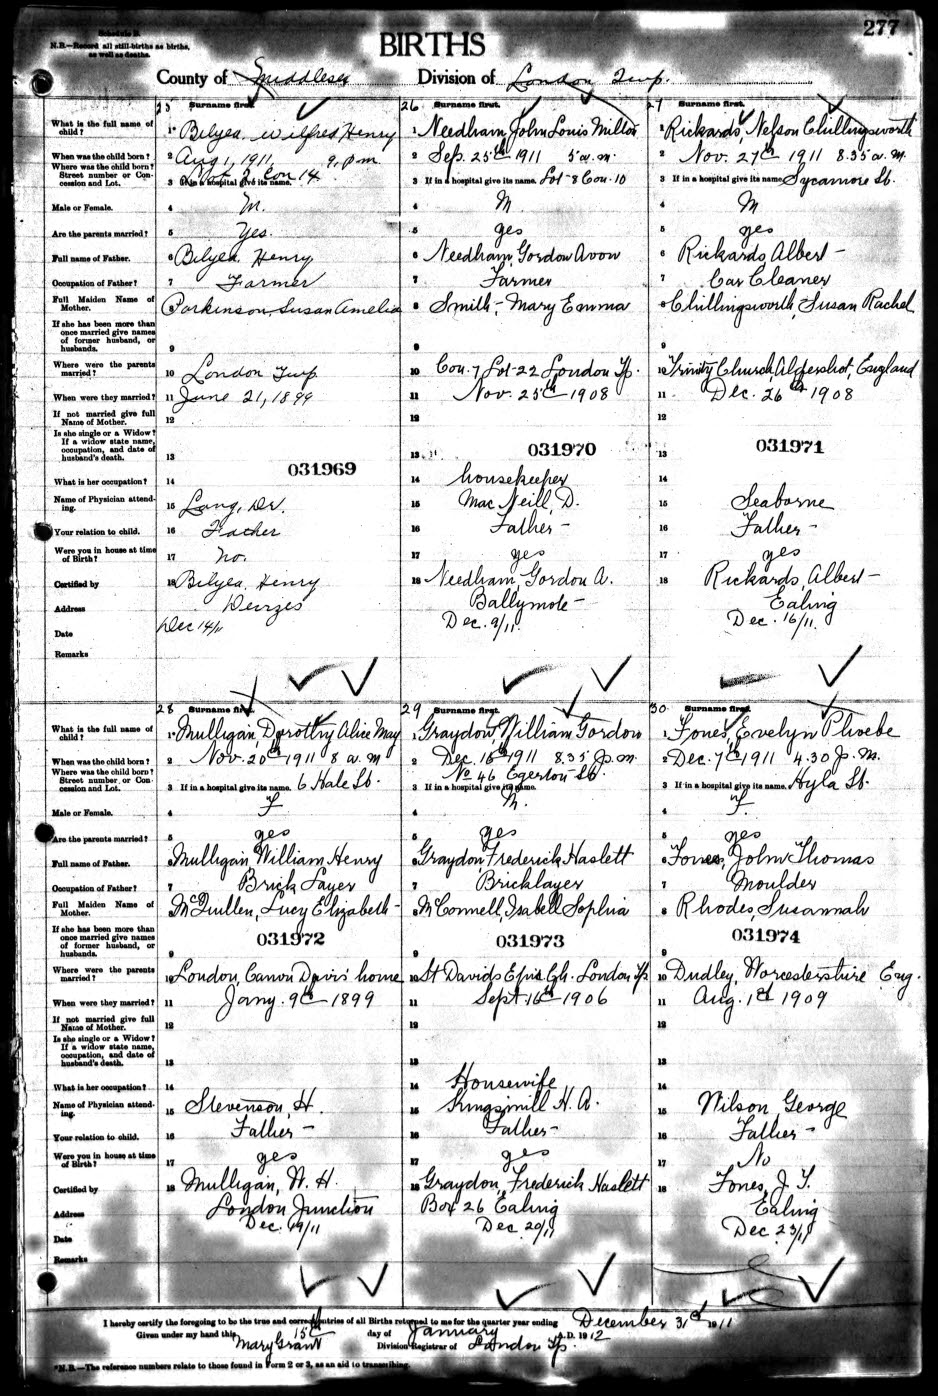 Schedule B. 277
N.B.—Record all still-births as births,
as well as deaths.
BIRTHS
County of Middlesex Division of London Twp.
25 Surname first. 26 Surname first. 27 Surname first.
What is the full name of child? 1 Bilyea, Wilfred Henry 1 Needham, John Louis Milton 1 Rickards, Nelson Chillingsworth
When was the child born? 2 Aug 1, 1911 9. p.m. 2 Sep. 25th 1911 5 a.m. 2 Nov. 27th 1911 8.35 a.m.
Where was the child born? Street number or Concession and Lot. 3 If in a hospital give its name. Con 14 3 If in a hospital give its name. Lot-8 Con-10 3 If in a hospital give its name. Sycamore St.
Male or Female. 4 M. 4 M 4 M
Are the parents married? 5 Yes. 5 yes 5 yes
Full name of Father. 6 Bilyea, Henry 6 Needham, Gordon Avon 6 Rickards, Albert-
Occupation of Father? 7 Farmer 7 Farmer 7 Car Cleaner
Full Maiden Name of Mother. 8 Parkinson, Susan Amelia 8 Smith, Mary Emma 8 Chillingsworth, Susan Rachel
If she has been more than once married give names of former husband, or husbands. 9 9 9
Where were the parents married? 10 London Twp. 10 Con. 7 Lot-22 London Tp. 10 Trinity Church, Aldershot, England
When were they married? 11 June 21, 1899 11 Nov. 25th 1908 11 Dec. 26th 1908
If not married give full Name of Mother. 12 12 12
Is she single or a Widow? If a widow state name, occupation, and date of husband's death. 13 13 13
031969 031970 031971
What is her occupation? 14 14 housekeeper 14
Name of Physician attending. 15 Lang, Dr. 15 Mac Neill, D. 15 Seaborne
Your relation to child. 16 Father 16 Father- 16 Father-
Were you in house at time of Birth? 17 No. 17 yes 17 yes
Certified by 18 Bilyea, Henry 18 Needham, Gordon A. 18 Rickards, Albert-
Address Devizes Ballymote- Ealing
Date Dec 14/11 Dec. 9/11. Dec. 16/11.
Remarks
28 Surname first. 29 Surname first. 30 Surname first.
What is the full name of child? 1 Mulligan, Dorothy Alice May 1 Graydon, William Gordon 1 Jones, Evelyn Phoebe
When was the child born? 2 Nov. 20th 1911 8 a.m 2 Dec. 16th 1911 8.35 p.m. 2 Dec. 7th 1911 4.30 p.m.
Where was the child born? Street number or Concession and Lot. 3 If in a hospital give its name. 6 Hale St. 3 If in a hospital give its name. No 46 Egerton St. 3 If in a hospital give its name. Hyla St.
Male or Female. 4 F 4 M. 4 F.
Are the parents married? 5 yes 5 yes 5 yes
Full name of Father. 6 Mulligan, William Henry 6 Graydon, Frederick Haslett 6 Jones, John Thomas
Occupation of Father? 7 Brick Layer 7 Bricklayer 7 Moulder
Full Maiden Name of Mother. 8 McQuillen, Lucy Elizabeth- 8 McConnell, Isabell Sophia 8 Rhodes, Susannah
If she has been more than once married give names of former husband, or husbands. 9 9 9
031972 031973 031974
Where were the parents married? 10 London, Canon Davis' home 10 St Davids Epis. Ch. London Tp 10 Dudley, Worcestershire Eng.
When were they married? 11 Jany. 9th-1899 11 Sept 16th 1906 11 Aug. 1st 1909
If not married give full Name of Mother. 12 12 12
Is she single or a Widow? If a widow state name, occupation, and date of husband's death. 13 13 13
What is her occupation? 14 14 Housewife 14
Name of Physician attending. 15 Stevenson, H. 15 Kingsmill H. A. 15 Wilson, George
Your relation to child. 16 Father- 16 Father- 16 Father-
Were you in house at time of Birth? 17 yes 17 yes 17 No
Certified by 18 Mulligan, W. H. 18 Graydon, Frederick Haslett 18 Jones, J. T.
Address London Junction Box 26 Ealing Ealing
Date Dec. 19/11 Dec 20/11 Dec 23/11
Remarks
I hereby certify the foregoing to be the true and correct entries of all Births returned to me for the quarter year ending December 31st 1911
Given under my hand this 15th day of January A.D. 1912
Mary Grant Division Registrar of London Tp.
*N.B.—The reference numbers relate to those found in Form 2 or 3, as an aid to transcribing.